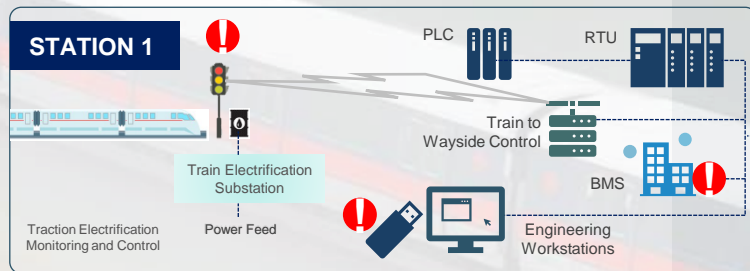 STATION 1
PLC
RTU
Train to
Wayside Control
Train Electrification
Substation
BMS
Traction Electrification
Monitoring and Control
Power Feed
Engineering
Workstations